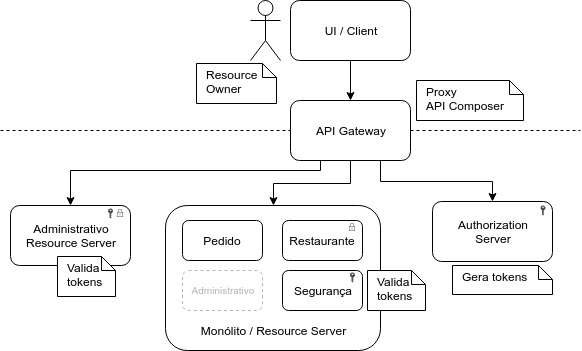 UI / Client
Resource
Owner
Proxy
API Composer
API Gateway
Administrativo
Resource Server
Valida
tokens
Pedido
Restaurante
Administrativo
Segurança
Monólito / Resource Server
Valida
tokens
Authorization
Server
Gera tokens